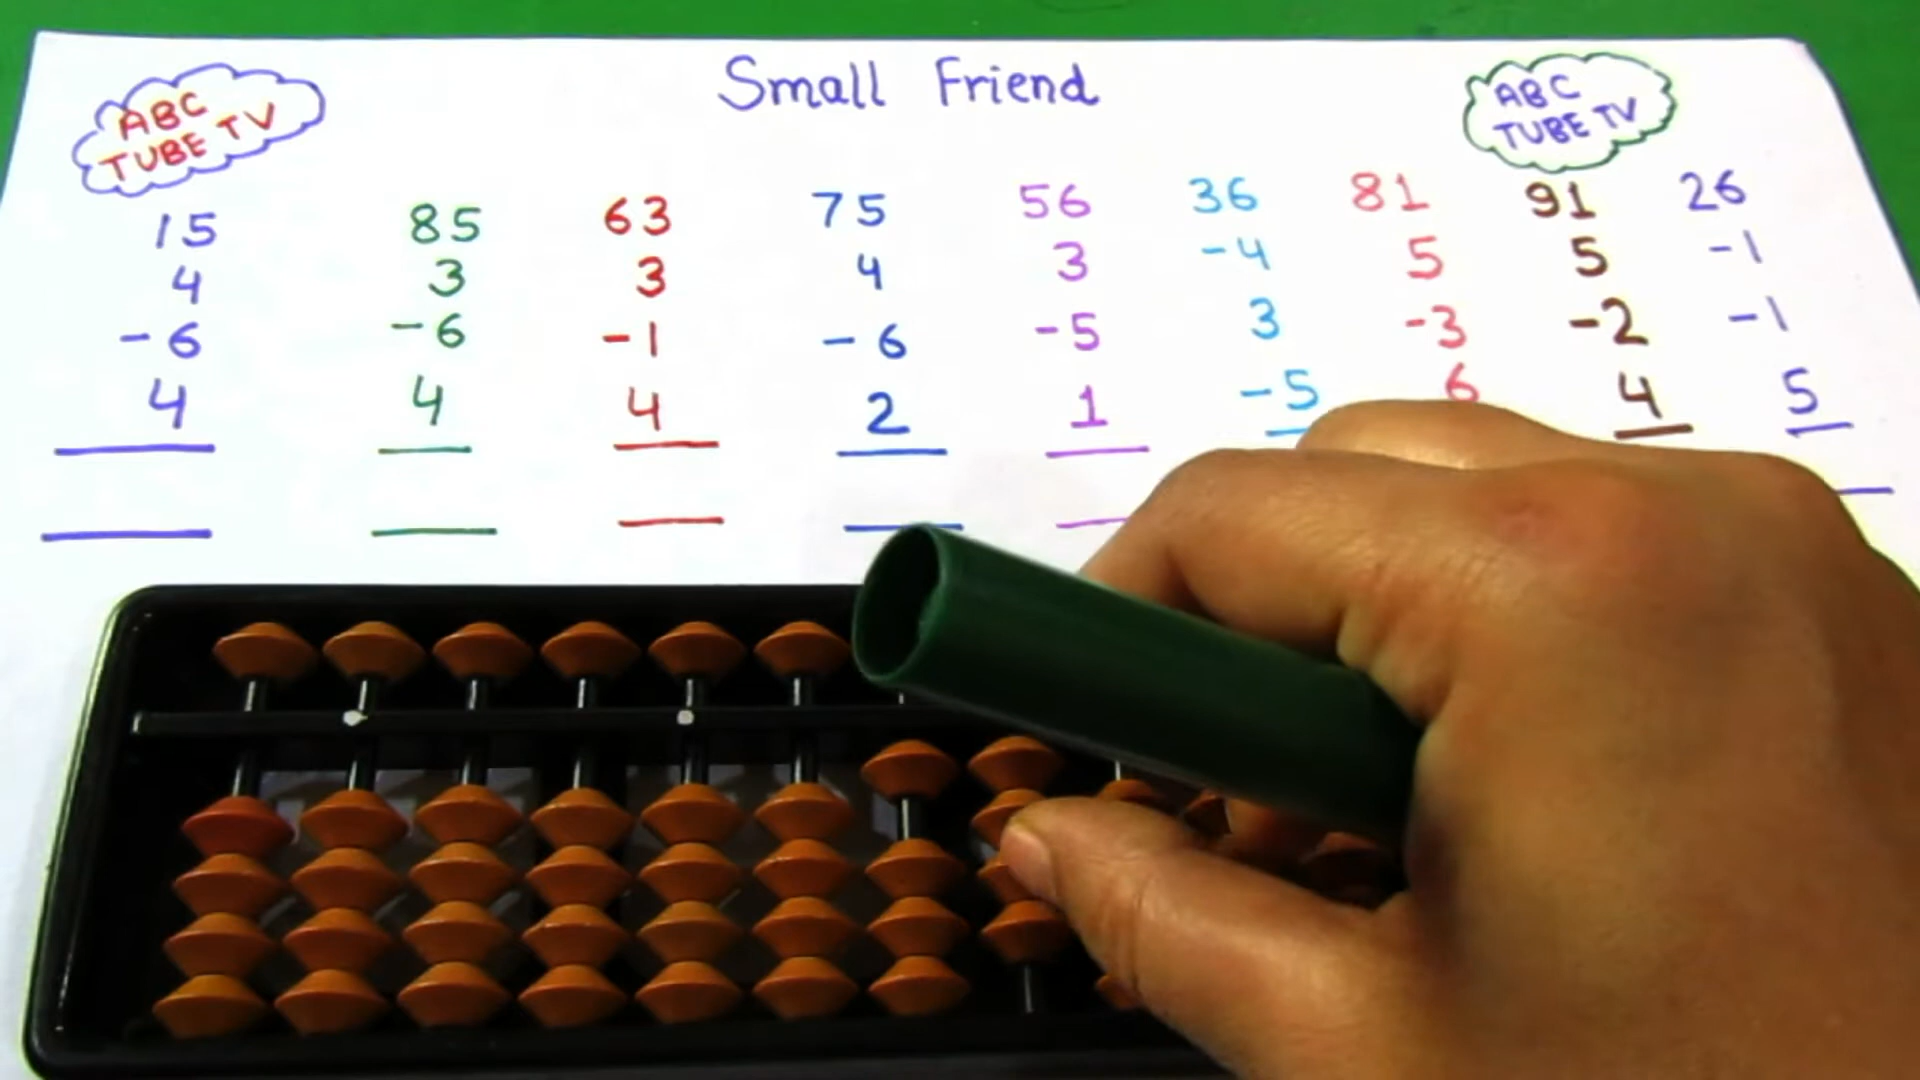 Small Friend
ABC
TUBE TV
ABC
TUBE TV
15 85 63 75 56 36 81 91 26
4 3 3 4 3 -4 5 5 -1
-6 -6 -1 -6 -5 3 -3 -2 -1
4 4 4 2 1 -5 6 4 5